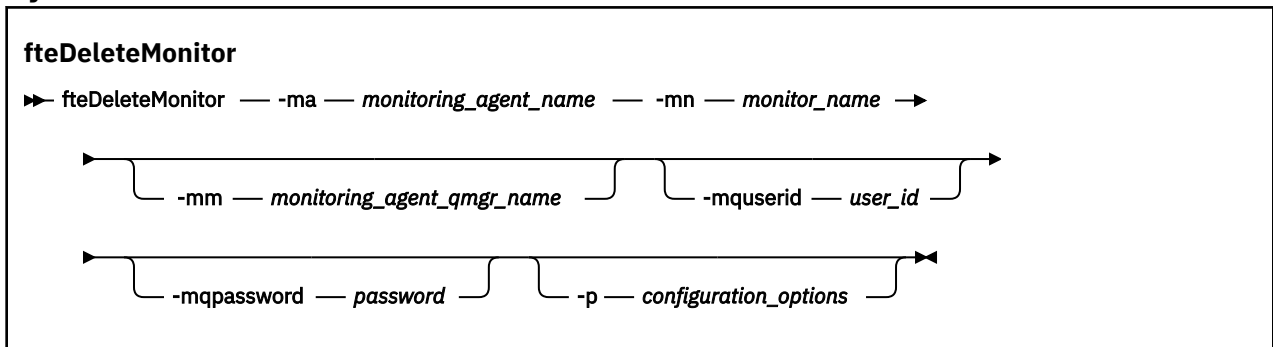 fteDeleteMonitor
fteDeleteMonitor -ma monitoring_agent_name -mn monitor_name
-mm monitoring_agent_qmgr_name -mquserid user_id
-mqpassword password -p configuration_options